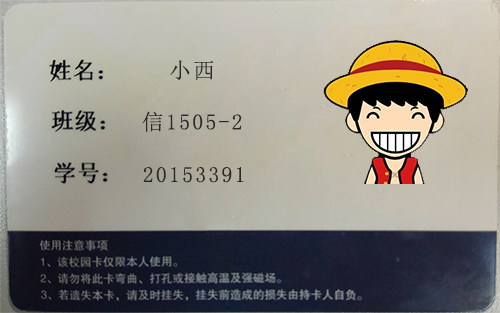 姓名： 小西
班级： 信1505-2
学号： 20153391
使用注意事项
1、该校园卡仅限本人使用。
2、请勿将此卡弯曲、打孔或接触高温及强磁场。
3、若遗失本卡，请及时挂失，挂失前造成的损失由持卡人自负。